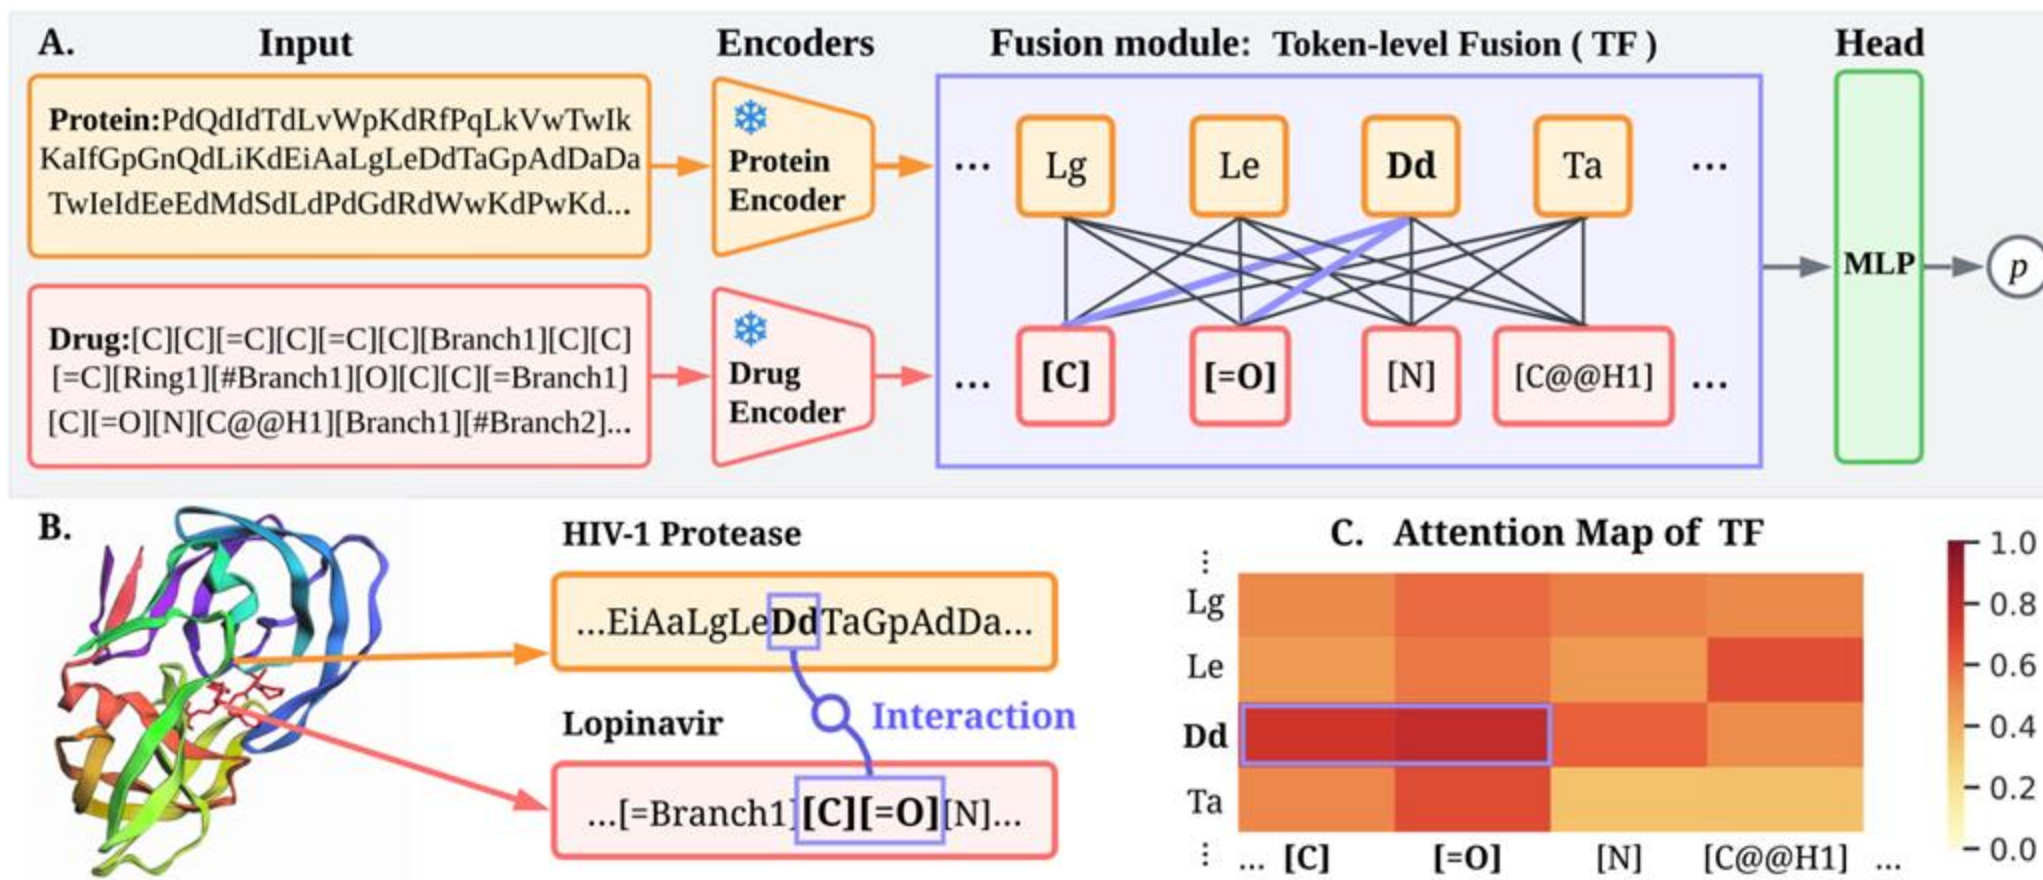 A. Input Encoders Fusion module: Token-level Fusion ( TF ) Head
Protein:PdQdIdTdLvWpKdRfPqLkVwTwIk
KaIfGpGnQdLiKdEiAaLgLeDdTaGpAdDaDa
TwIeIdEeEdMdSdLdPdGdRdWwKdPwKd...
Protein
Encoder
... Lg Le Dd Ta ...
Drug:[C][C][=C][C][=C][C][Branch1][C][C]
[=C][Ring1][#Branch1][O][C][C][=Branch1]
[C][=O][N][C@@H1][Branch1][#Branch2]...
Drug
Encoder
... [C] [=O] [N] [C@@H1] ...
MLP
p
B.
HIV-1 Protease
...EiAaLgLeDdTaGpAdDa...
Interaction
Lopinavir
...[=Branch1][C][=O][N]...
C. Attention Map of TF
⋮
Lg
Le
Dd
Ta
⋮ ... [C] [=O] [N] [C@@H1] ...
1.0
0.8
0.6
0.4
0.2
0.0